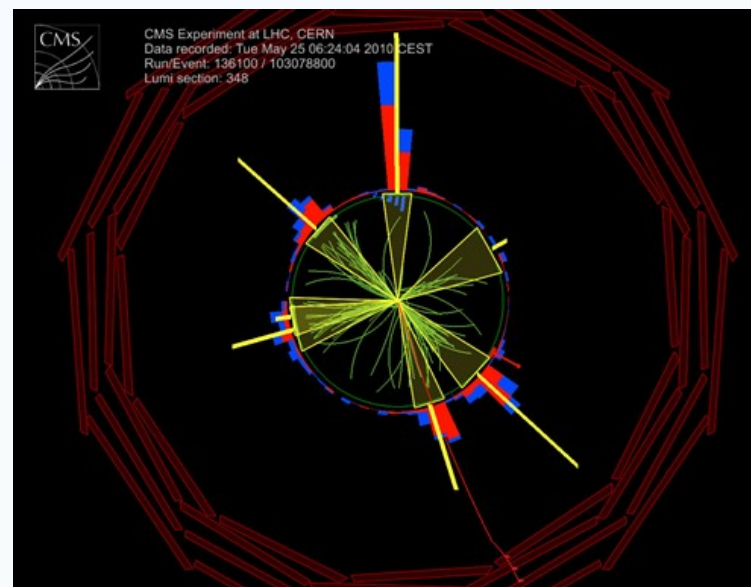 CMS
CMS Experiment at LHC, CERN
Data recorded: Tue May 25 06:24:04 2010 CEST
Run/Event: 136100 / 103078800
Lumi section: 348